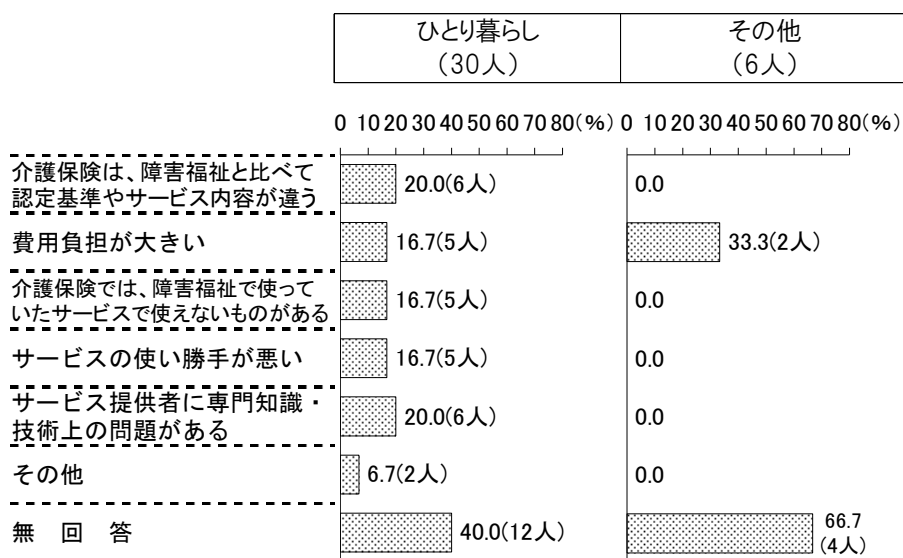 ひとり暮らし
(30人)
その他
(6人)
0 10 20 30 40 50 60 70 80(%)
0 10 20 30 40 50 60 70 80(%)
介護保険は、障害福祉と比べて
認定基準やサービス内容が違う
20.0(6人)
0.0
費用負担が大きい
16.7(5人)
33.3(2人)
介護保険では、障害福祉で使って
いたサービスで使えないものがある
16.7(5人)
0.0
サービスの使い勝手が悪い
16.7(5人)
0.0
サービス提供者に専門知識・
技術上の問題がある
20.0(6人)
0.0
その他
6.7(2人)
0.0
無 回 答
40.0(12人)
66.7
(4人)